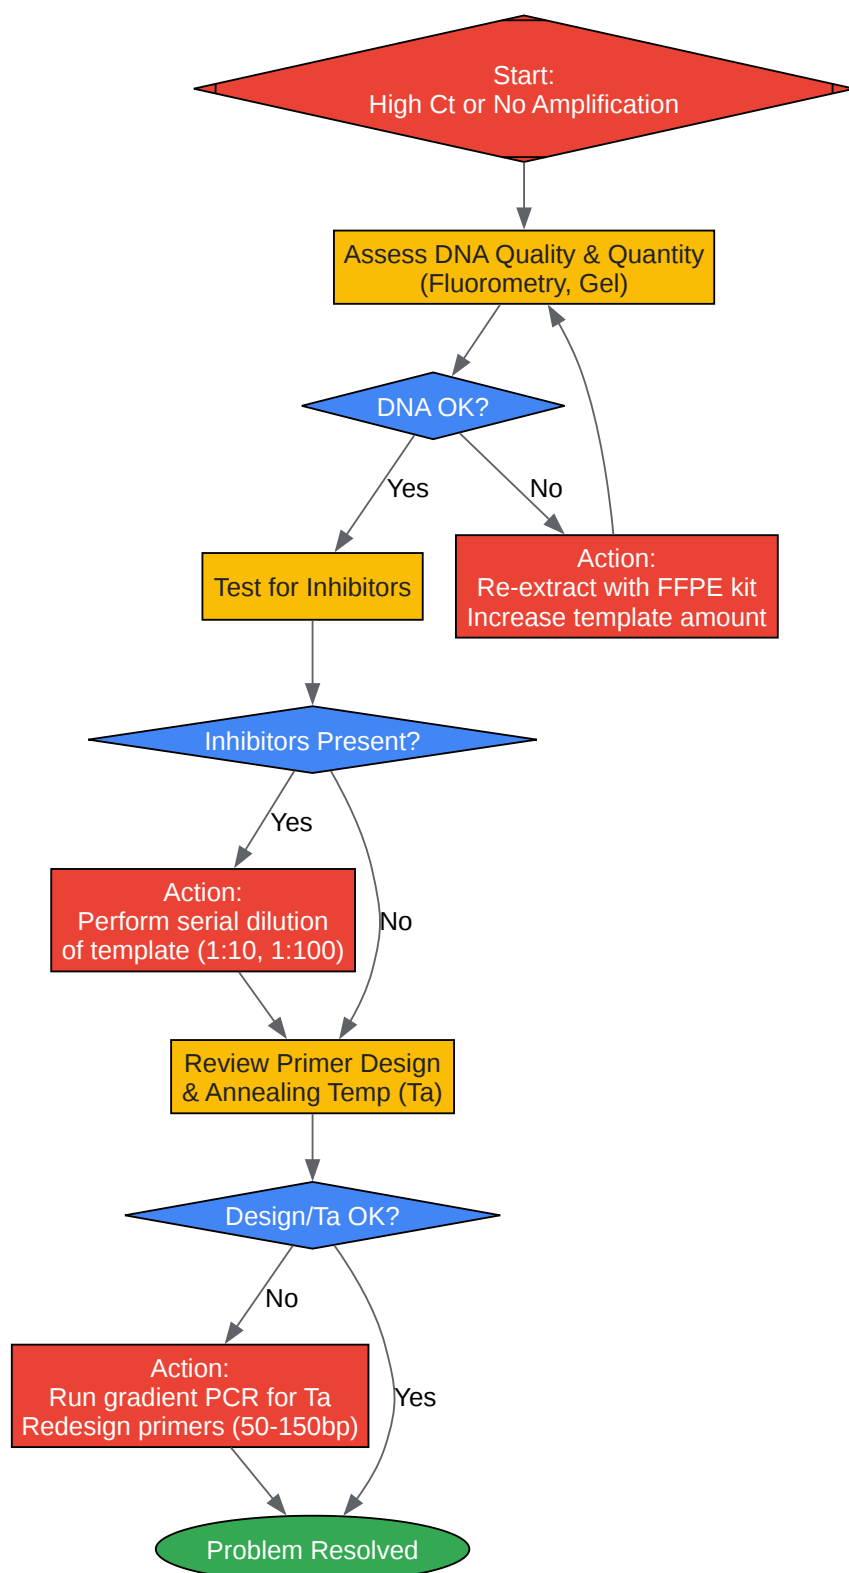 Start:
High Ct or No Amplification
Assess DNA Quality & Quantity
(Fluorometry, Gel)
DNA OK?
Yes
No
Test for Inhibitors
Action:
Re-extract with FFPE kit
Increase template amount
Inhibitors Present?
Yes
Action:
Perform serial dilution
of template (1:10, 1:100)
No
Review Primer Design
& Annealing Temp (Ta)
Design/Ta OK?
No
Action:
Run gradient PCR for Ta
Redesign primers (50-150bp)
Yes
Problem Resolved